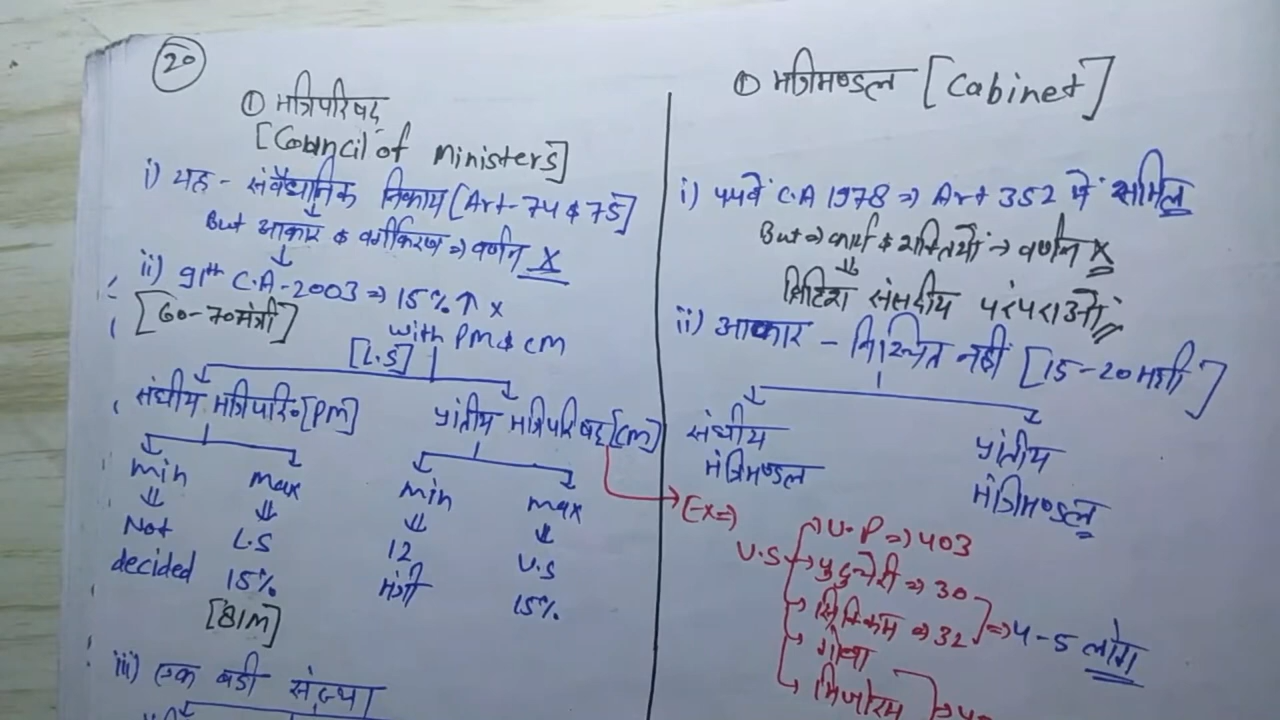 20
① मंत्रिपरिषद्
[Council of Ministers]
i) यह - संवैधानिक निकाय [Art-74 & 75]
But आकार & वर्गीकरण => वर्णन X
ii) 91th C.A-2003 => 15%↑ X
[60-70 मंत्री]
with PM & CM
[L.S]
संघीय मंत्रिपरि॰ [PM]
प्रांतीय मंत्रिपरिषद् [CM]
min
max
min
max
Not decided
L.S
15%
[81M]
12
मंत्री
V.S
15%
iii) एक बडी संख्या
① मंत्रिमण्डल [Cabinet]
i) 44वें C.A 1978 => Art 352 में सामिल
But => कार्य & शक्तियों → वर्णन X
ब्रिटिश संसदीय परंपराओं
ii) आकार - निश्चित नहीं [15-20 मंत्री]
संघीय
मंत्रिमण्डल
प्रांतीय
मंत्रिमण्डल
Ex =>
V.S
U.P => 403
पुदुचेरी => 30
सिक्किम => 32
=> 4-5 लोग
गोवा
मिजोरम